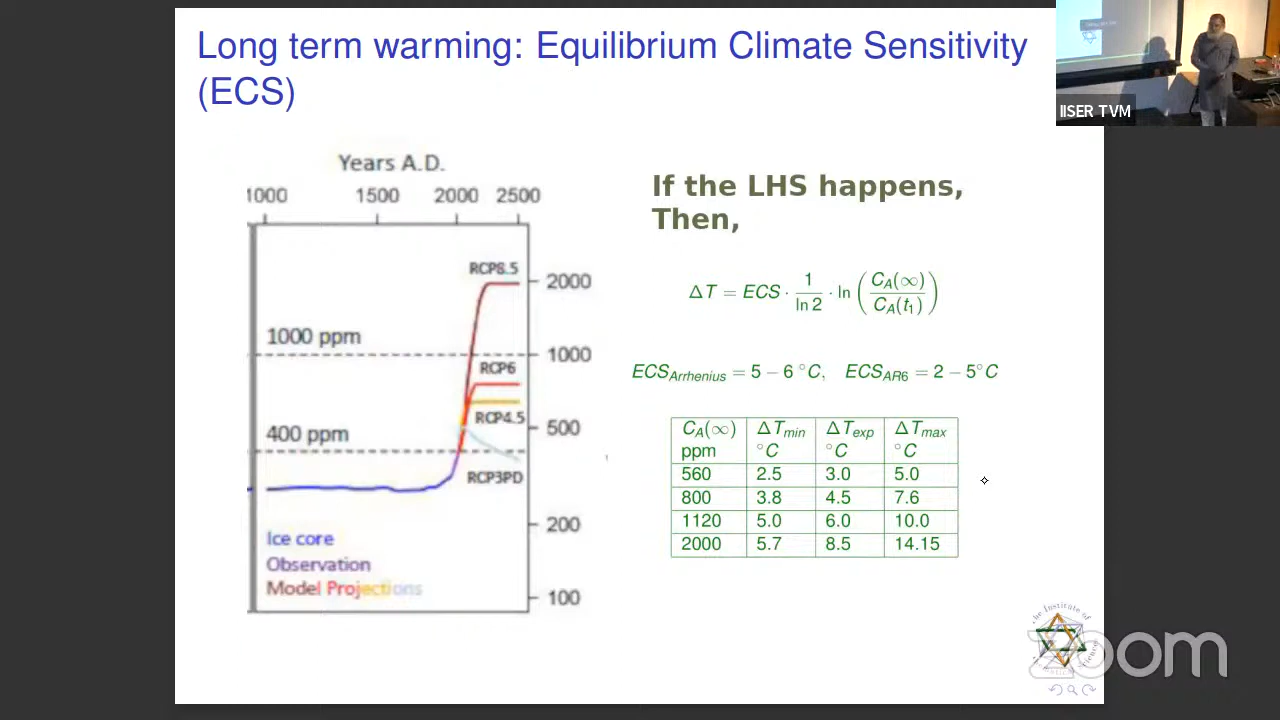 Long term warming: Equilibrium Climate Sensitivity
(ECS)
IISER TVM
Years A.D.
1000 1500 2000 2500
RCP8.5
2000
1000 ppm
1000
RCP6
RCP4.5
500
400 ppm
RCP3PD
200
Ice core
Observation
Model Projections
100
If the LHS happens,
Then,
ΔT = ECS · 1/ln 2 · ln (C_A(∞)/C_A(t_1))
ECS_Arrhenius = 5 − 6 °C, ECS_AR6 = 2 − 5°C
C_A(∞) ΔT_min ΔT_exp ΔT_max
ppm °C °C °C
560 2.5 3.0 5.0
800 3.8 4.5 7.6
1120 5.0 6.0 10.0
2000 5.7 8.5 14.15
he Institute of
zoom